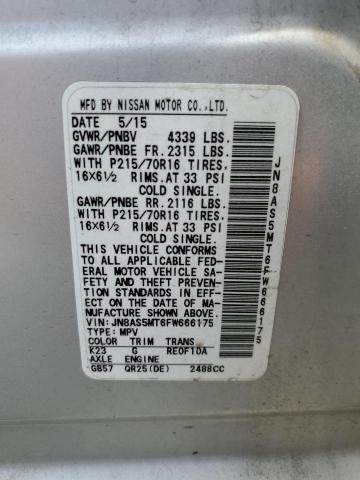 MFD BY NISSAN MOTOR CO.,LTD.
DATE 5/15
GVWR/PNBV 4339 LBS.
GAWR/PNBE FR. 2315 LBS.
WITH P215/70R16 TIRES,
16x6½ RIMS.AT 33 PSI
COLD SINGLE.
GAWR/PNBE RR. 2116 LBS.
WITH P215/70R16 TIRES,
16x6½ RIMS.AT 33 PSI
COLD SINGLE.
THIS VEHICLE CONFORMS
TO ALL APPLICABLE FED-
ERAL MOTOR VEHICLE SA-
FETY AND THEFT PREVEN-
TION STANDARDS IN EFF-
ECT ON THE DATE OF MA-
NUFACTURE SHOWN ABOVE.
VIN:JN8AS5MT6FW666175
TYPE: MPV
COLOR TRIM TRANS
K23 G RE0F10A
AXLE ENGINE
GB57 QR25(DE) 2488CC
JN8AS5MT6FW666175